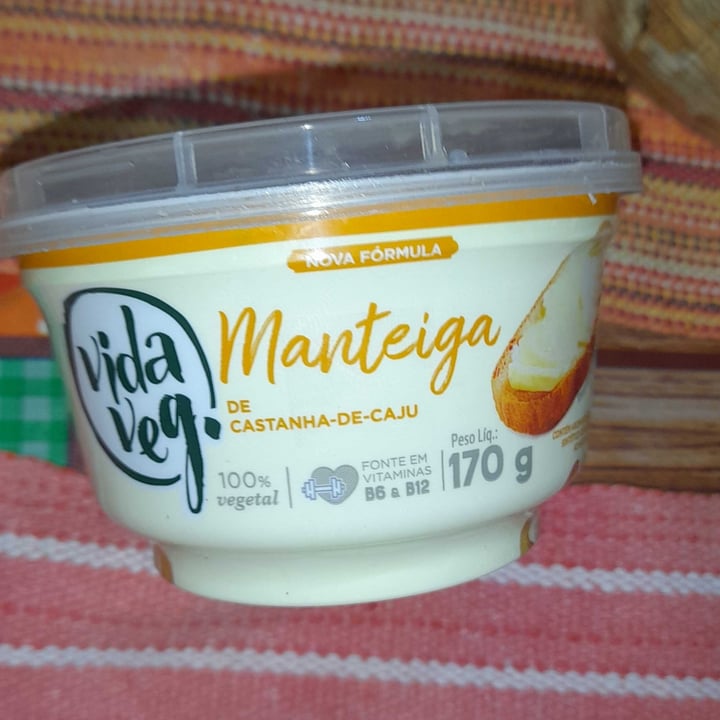 NOVA FÓRMULA
vida
veg.
Manteiga
DE
CASTANHA-DE-CAJU
100%
vegetal
FONTE EM
VITAMINAS
B6 & B12
Peso Líq.:
170 g